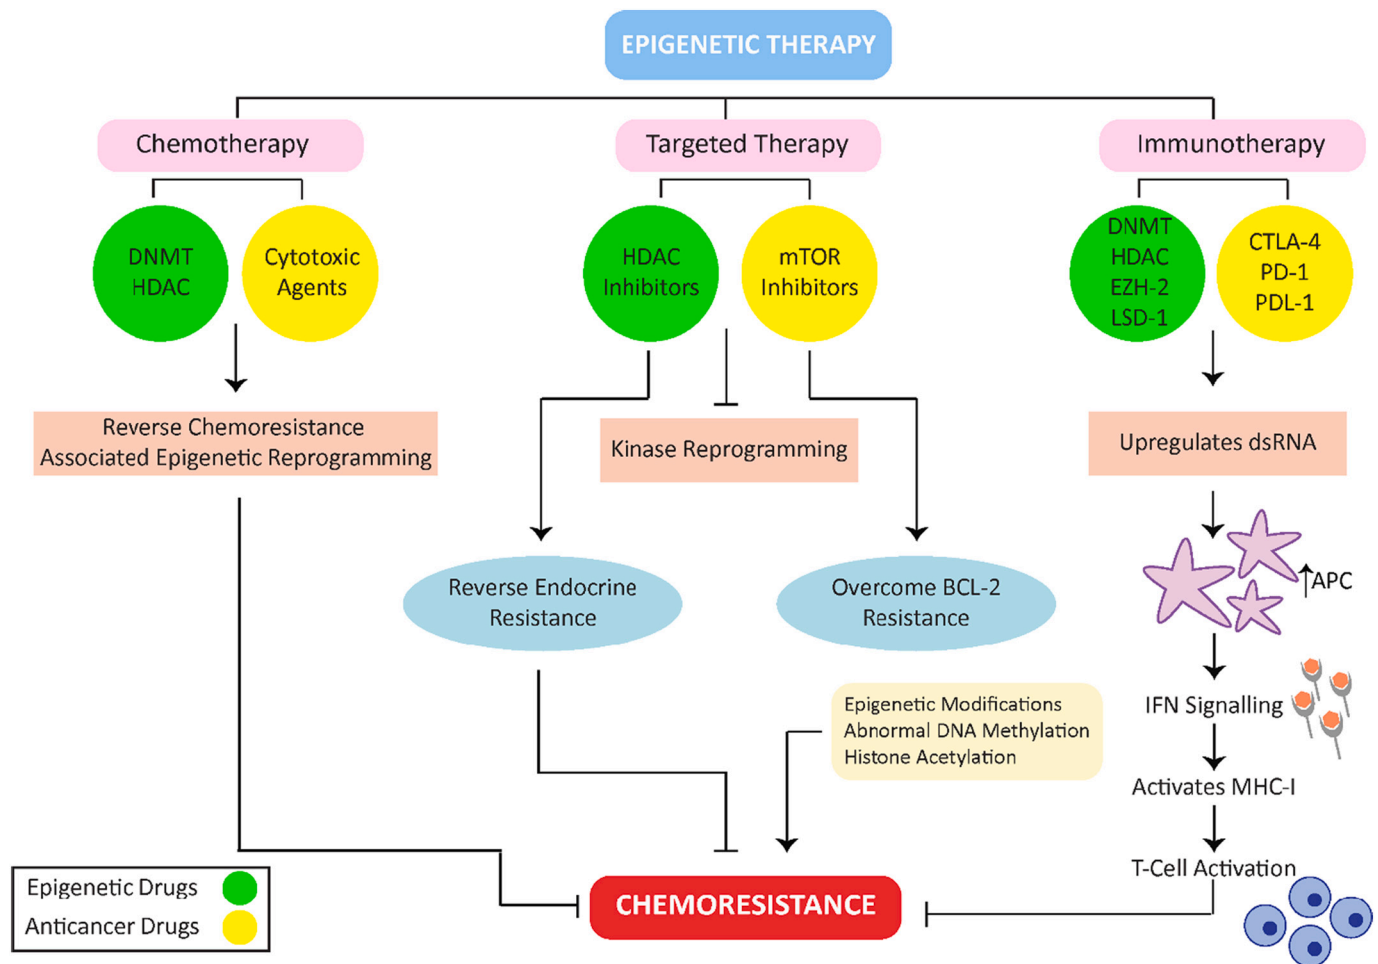 EPIGENETIC THERAPY
Chemotherapy
Targeted Therapy
Immunotherapy
DNMT
HDAC
Cytotoxic
Agents
HDAC
Inhibitors
mTOR
Inhibitors
DNMT
HDAC
EZH-2
LSD-1
CTLA-4
PD-1
PDL-1
Reverse Chemoresistance
Associated Epigenetic Reprogramming
Kinase Reprogramming
Upregulates dsRNA
Reverse Endocrine
Resistance
Overcome BCL-2
Resistance
APC
Epigenetic Modifications
Abnormal DNA Methylation
Histone Acetylation
IFN Signalling
Activates MHC-I
T-Cell Activation
CHEMORESISTANCE
Epigenetic Drugs
Anticancer Drugs